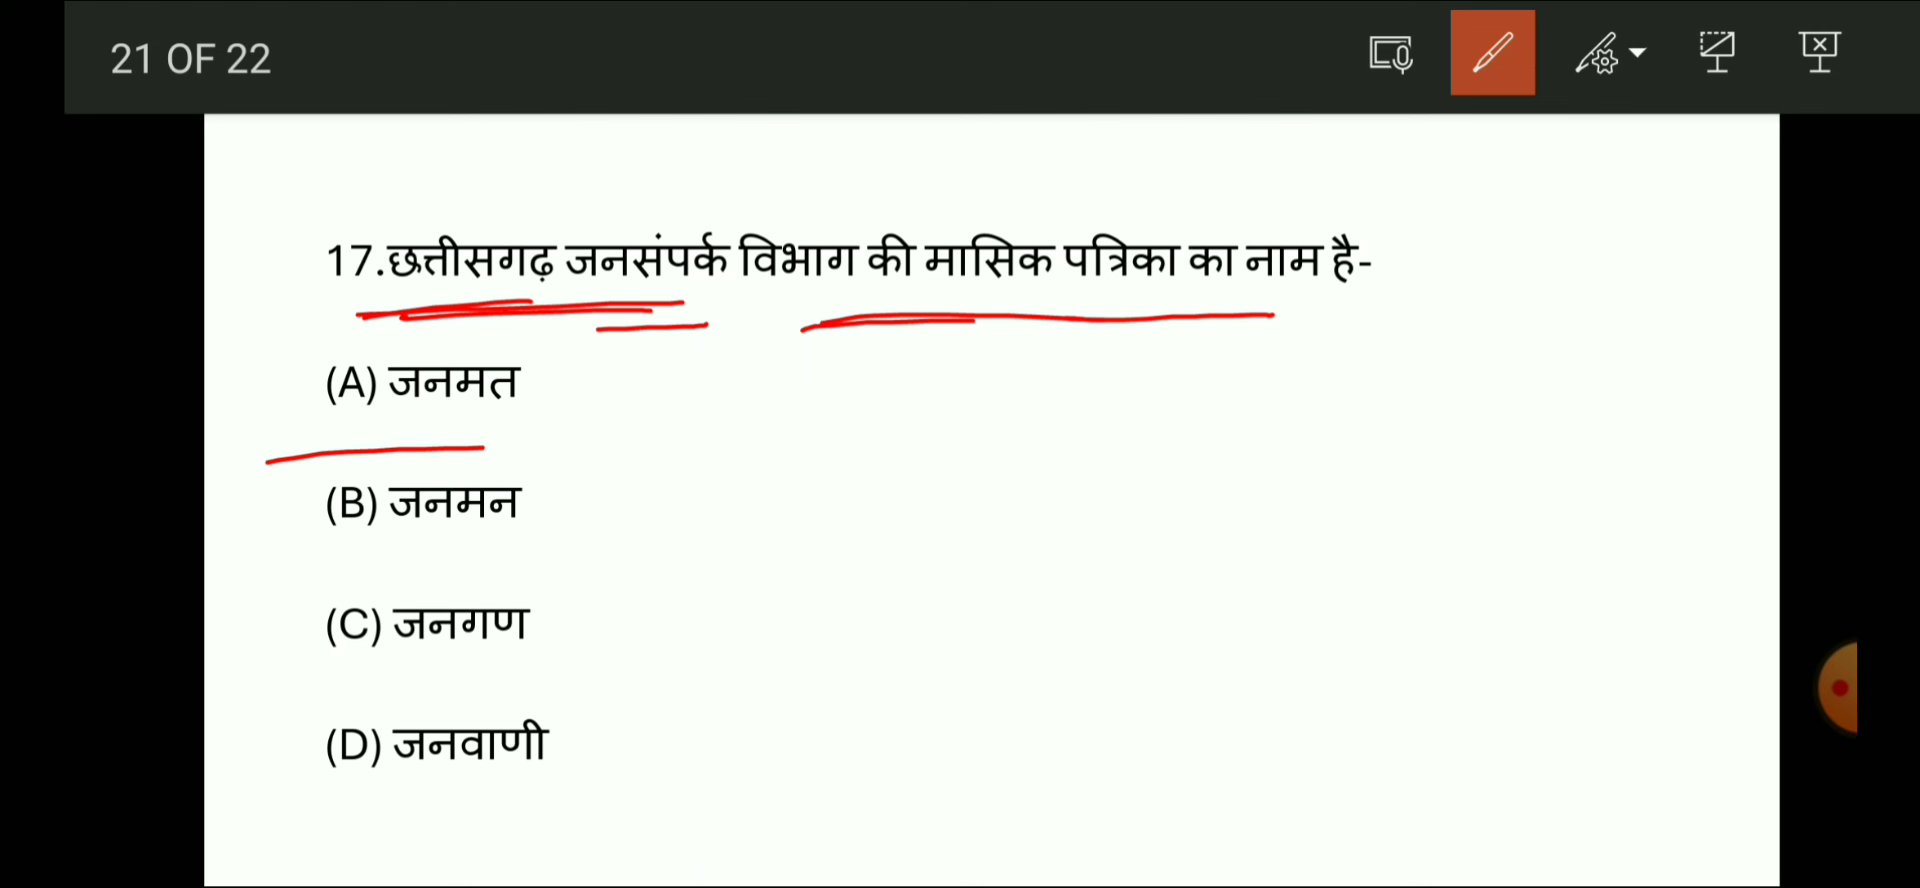 21 OF 22
17.छत्तीसगढ़ जनसंपर्क विभाग की मासिक पत्रिका का नाम है-
(A) जनमत
(B) जनमन
(C) जनगण
(D) जनवाणी